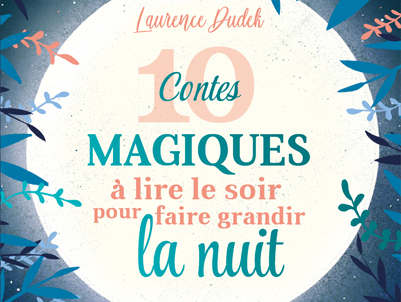 Laurence Dudek
10
Contes
MAGIQUES
à lire le soir
pour faire grandir
la nuit